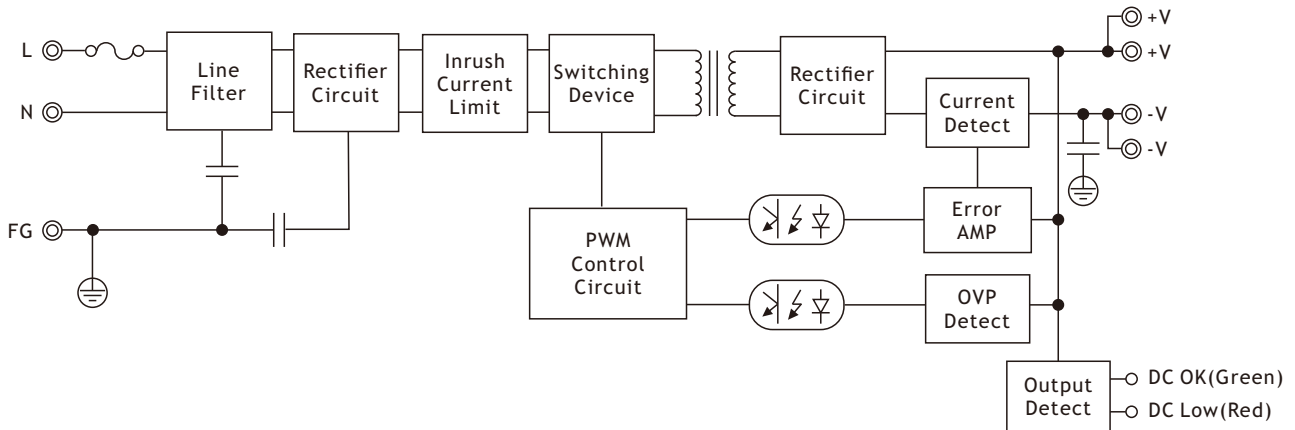 +V
L
Line
Filter
Rectifier
Circuit
Inrush
Current
Limit
Switching
Device
Rectifier
Circuit
+V
Current
Detect
N
-V
-V
FG
PWM
Control
Circuit
Error
AMP
OVP
Detect
Output
Detect
DC OK(Green)
DC Low(Red)